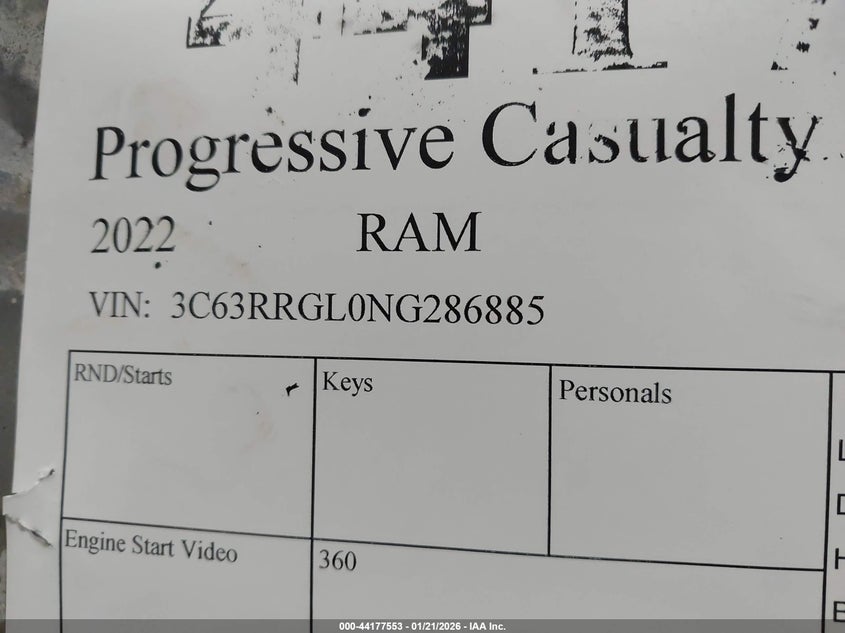 Progressive Casualty
2022 RAM
VIN: 3C63RRGL0NG286885
RND/Starts Keys Personals
Engine Start Video 360
000-44177553 - 01/21/2026 - IAA Inc.